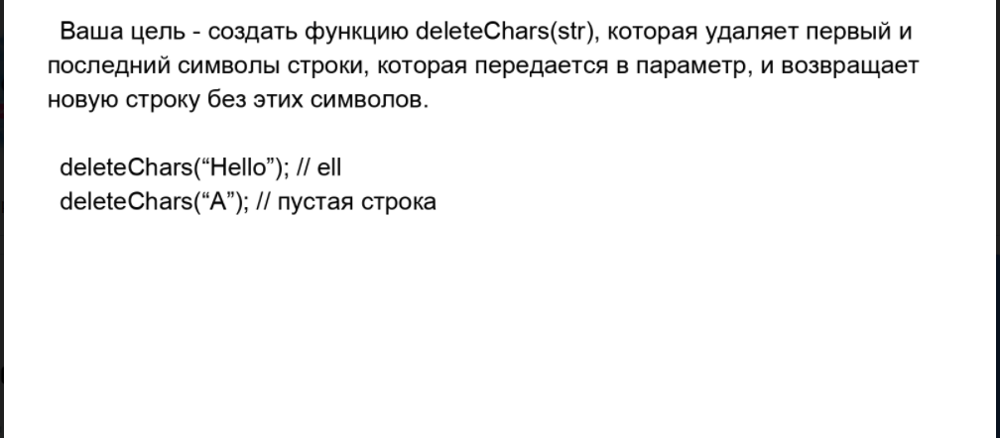 Ваша цель - создать функцию deleteChars(str), которая удаляет первый и
последний символы строки, которая передается в параметр, и возвращает
новую строку без этих символов.
deleteChars(“Hello”); // ell
deleteChars(“A”); // пустая строка